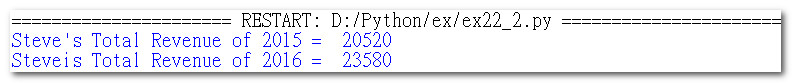 ===================== RESTART: D:/Python/ex/ex22_2.py =====================
Steve's Total Revenue of 2015 =  20520
Steveis Total Revenue of 2016 =  23580